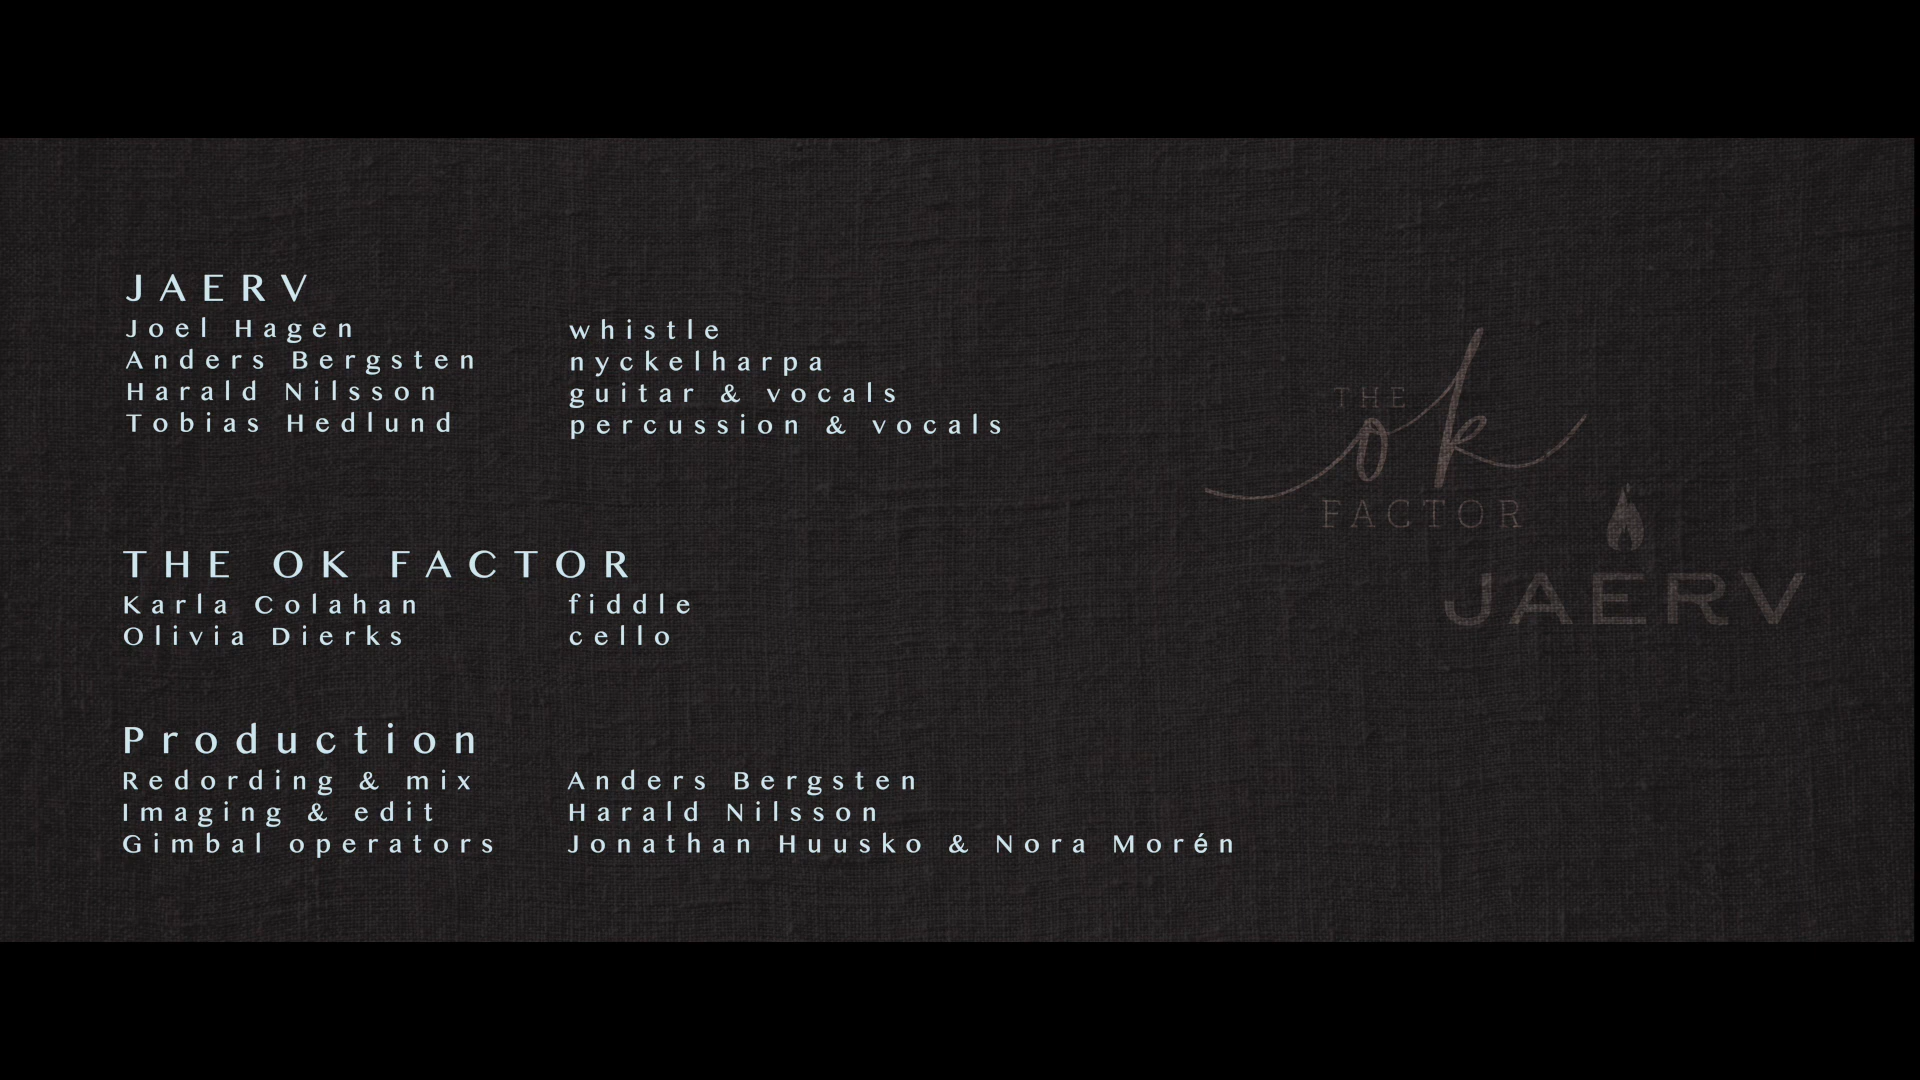 JAERV
Joel Hagen whistle
Anders Bergsten nyckelharpa
Harald Nilsson guitar & vocals
Tobias Hedlund percussion & vocals
THE OK FACTOR
Karla Colahan fiddle
Olivia Dierks cello
Production
Redording & mix Anders Bergsten
Imaging & edit Harald Nilsson
Gimbal operators Jonathan Huusko & Nora Morén
THE
ok
FACTOR
JAERV